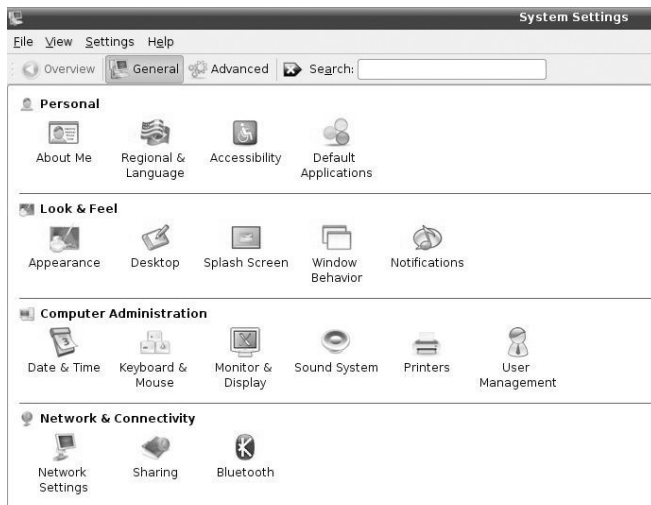 System Settings
File View Settings Help
Overview General Advanced Search:
Personal
About Me Regional & Language Accessibility Default Applications
Look & Feel
Appearance Desktop Splash Screen Window Behavior Notifications
Computer Administration
Date & Time Keyboard & Mouse Monitor & Display Sound System Printers User Management
Network & Connectivity
Network Settings Sharing Bluetooth